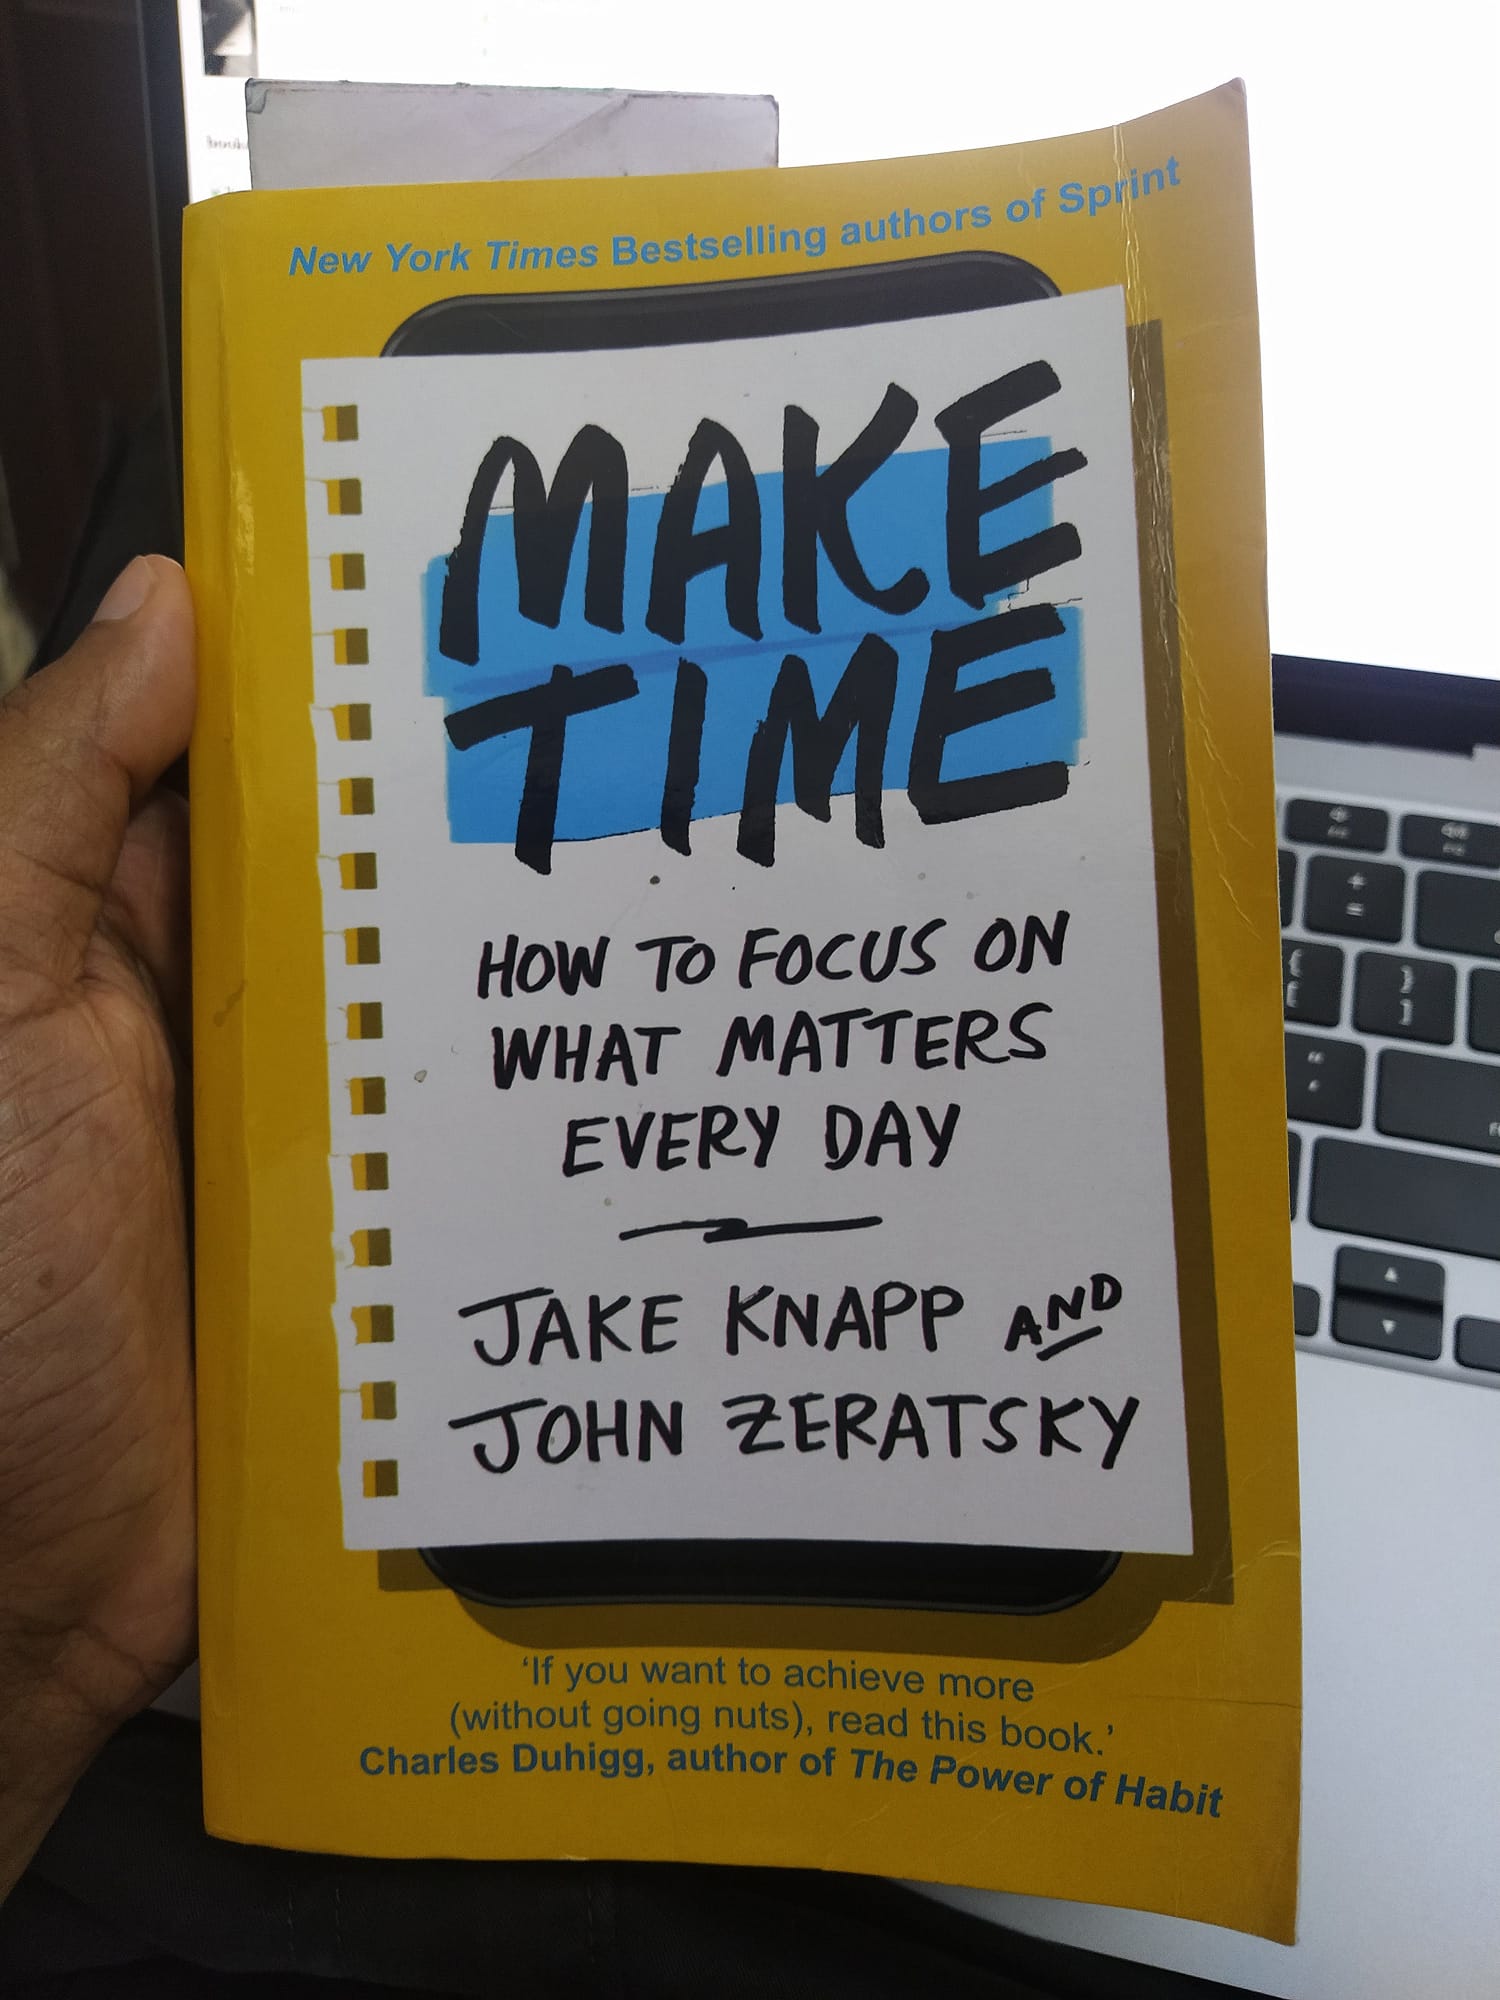 New York Times Bestselling authors of Sprint
MAKE
TIME
HOW TO FOCUS ON
WHAT MATTERS
EVERY DAY
JAKE KNAPP AND
JOHN ZERATSKY
‘If you want to achieve more
(without going nuts), read this book.’
Charles Duhigg, author of The Power of Habit